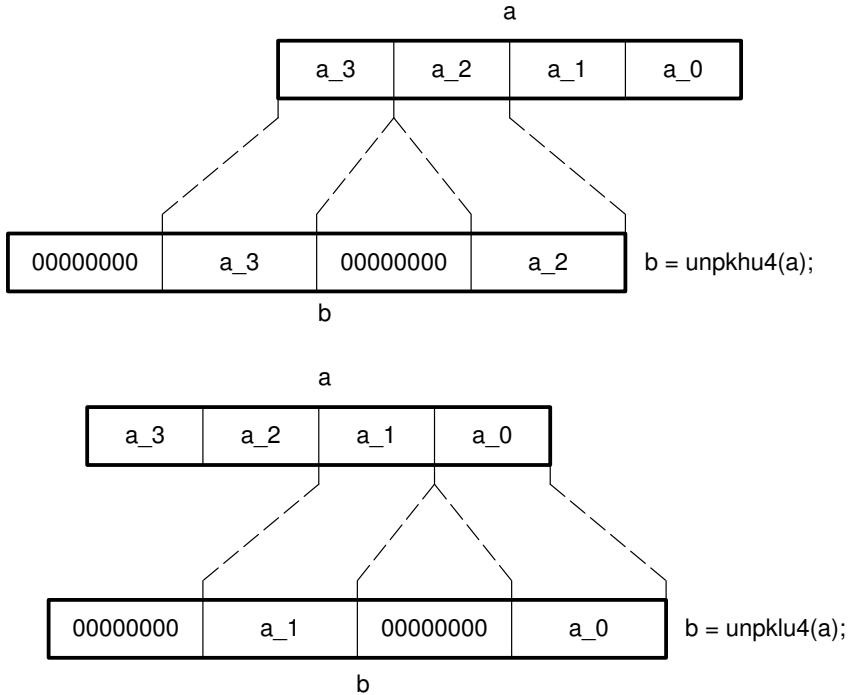 a
a_3 a_2 a_1 a_0
00000000 a_3 00000000 a_2 b = unpkhu4(a);
b
a
a_3 a_2 a_1 a_0
00000000 a_1 00000000 a_0 b = unpklu4(a);
b